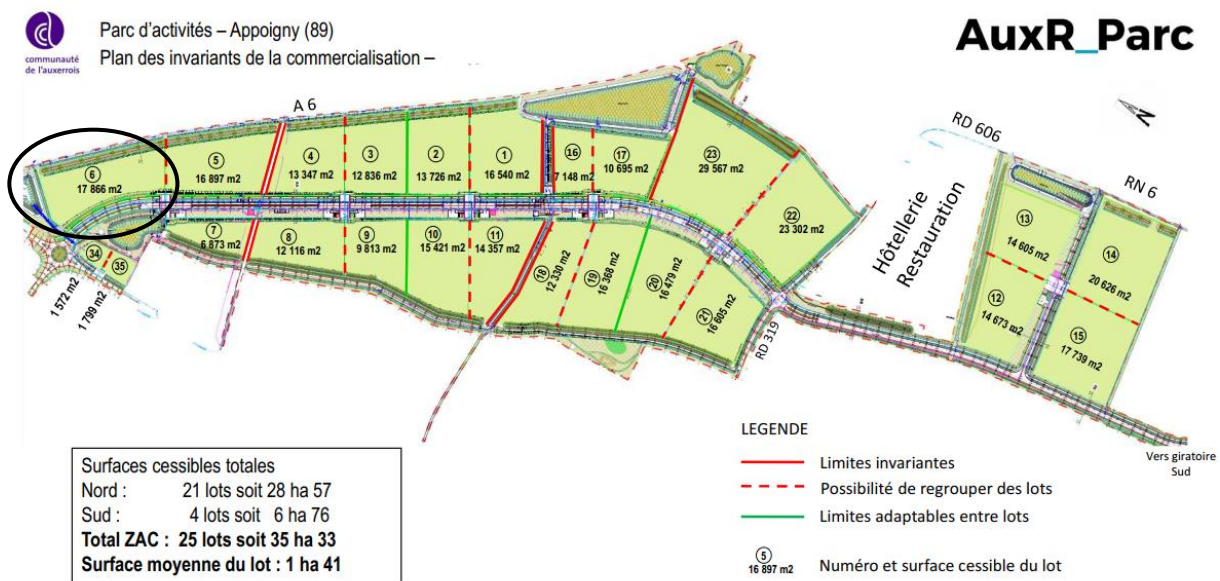 communauté
de l'auxerrois
Parc d'activités – Appoigny (89)
Plan des invariants de la commercialisation –
AuxR_Parc
N
A 6
RD 606
RN 6
6
17 866 m2
5
16 897 m2
4
13 347 m2
3
12 836 m2
2
13 726 m2
1
16 540 m2
16
7 148 m2
17
10 695 m2
23
29 567 m2
22
23 302 m2
Hôtellerie
Restauration
13
14 605 m2
14
20 626 m2
12
14 673 m2
15
17 739 m2
34
1 572 m2
35
1 799 m2
7
6 873 m2
8
12 116 m2
9
9 813 m2
10
15 421 m2
11
14 357 m2
18
12 330 m2
19
16 368 m2
20
16 479 m2
21
16 605 m2
RD 319
Vers giratoire
Sud
Surfaces cessibles totales
Nord : 21 lots soit 28 ha 57
Sud : 4 lots soit 6 ha 76
Total ZAC : 25 lots soit 35 ha 33
Surface moyenne du lot : 1 ha 41
LEGENDE
Limites invariantes
Possibilité de regrouper des lots
Limites adaptables entre lots
5
16 897 m2
Numéro et surface cessible du lot